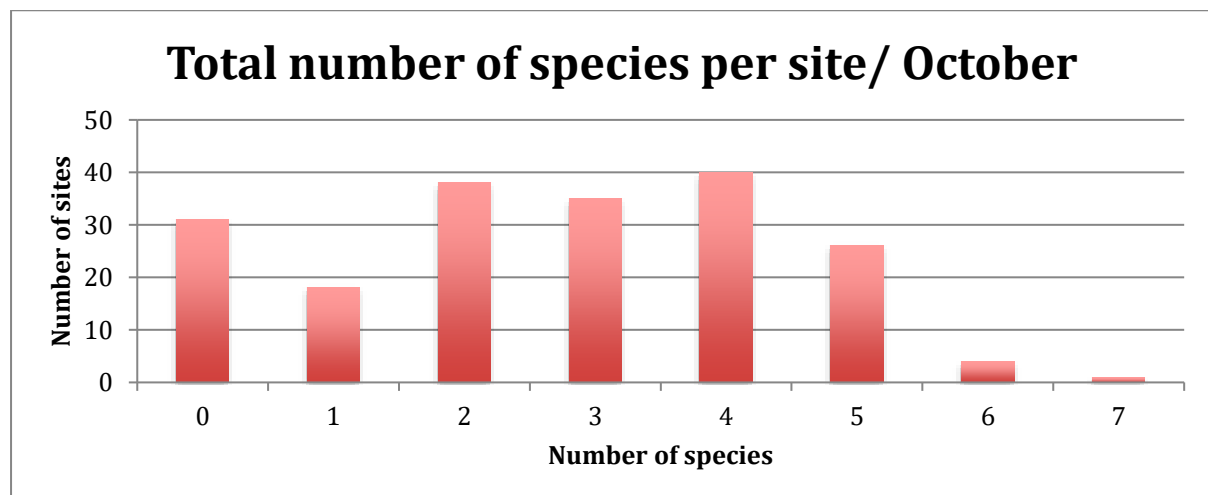 Total number of species per site/ October
50
40
30
20
10
0
Number of sites
0 1 2 3 4 5 6 7
Number of species